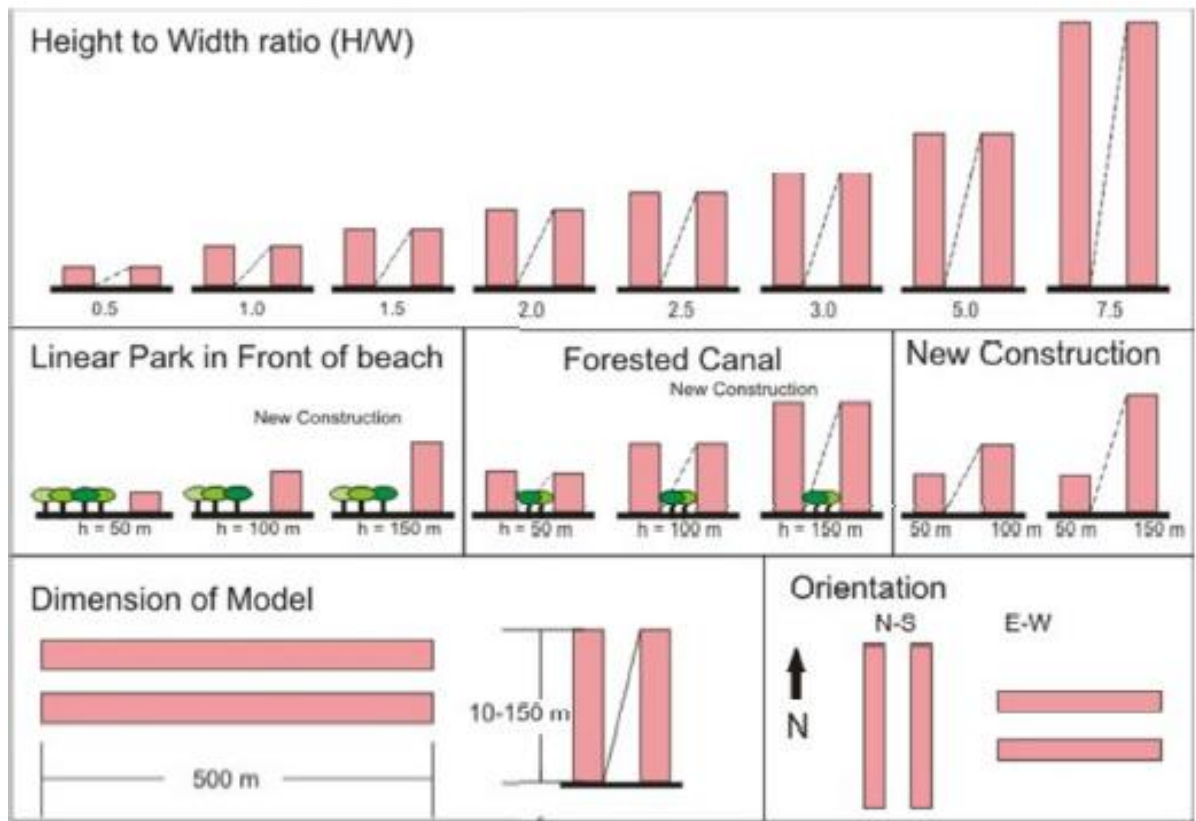 Height to Width ratio (H/W)
0.5 1.0 1.5 2.0 2.5 3.0 5.0 7.5
Linear Park in Front of beach
New Construction
h = 50 m h = 100 m h = 150 m
Forested Canal
New Construction
h = 50 m h = 100 m h = 150 m
New Construction
50 m 100 m 50 m 150 m
Dimension of Model
500 m
10-150 m
Orientation
N-S E-W
N